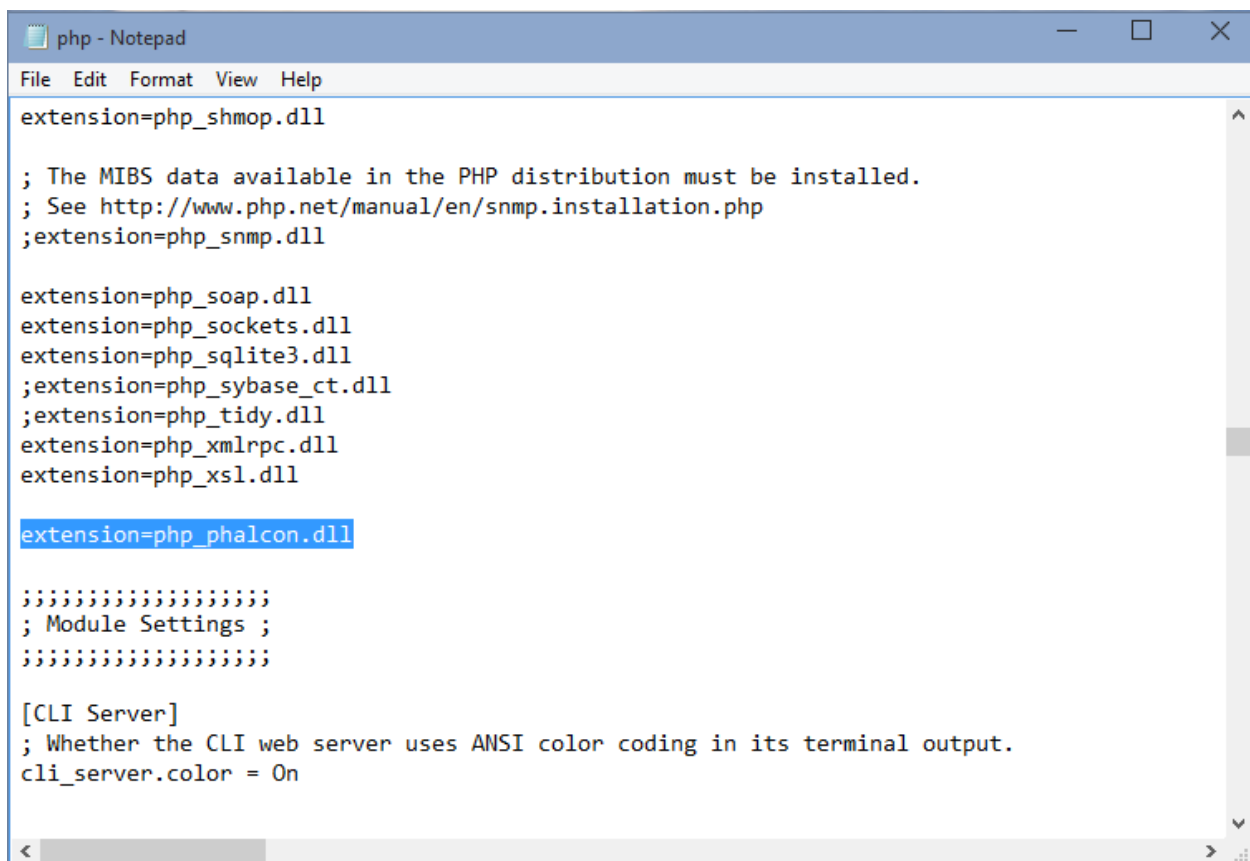 php - Notepad
File Edit Format View Help
extension=php_shmop.dll
; The MIBS data available in the PHP distribution must be installed.
; See http://www.php.net/manual/en/snmp.installation.php
;extension=php_snmp.dll
extension=php_soap.dll
extension=php_sockets.dll
extension=php_sqlite3.dll
;extension=php_sybase_ct.dll
;extension=php_tidy.dll
extension=php_xmlrpc.dll
extension=php_xsl.dll
extension=php_phalcon.dll
;;;;;;;;;;;;;;;;;;;
; Module Settings ;
;;;;;;;;;;;;;;;;;;;
[CLI Server]
; Whether the CLI web server uses ANSI color coding in its terminal output.
cli_server.color = On